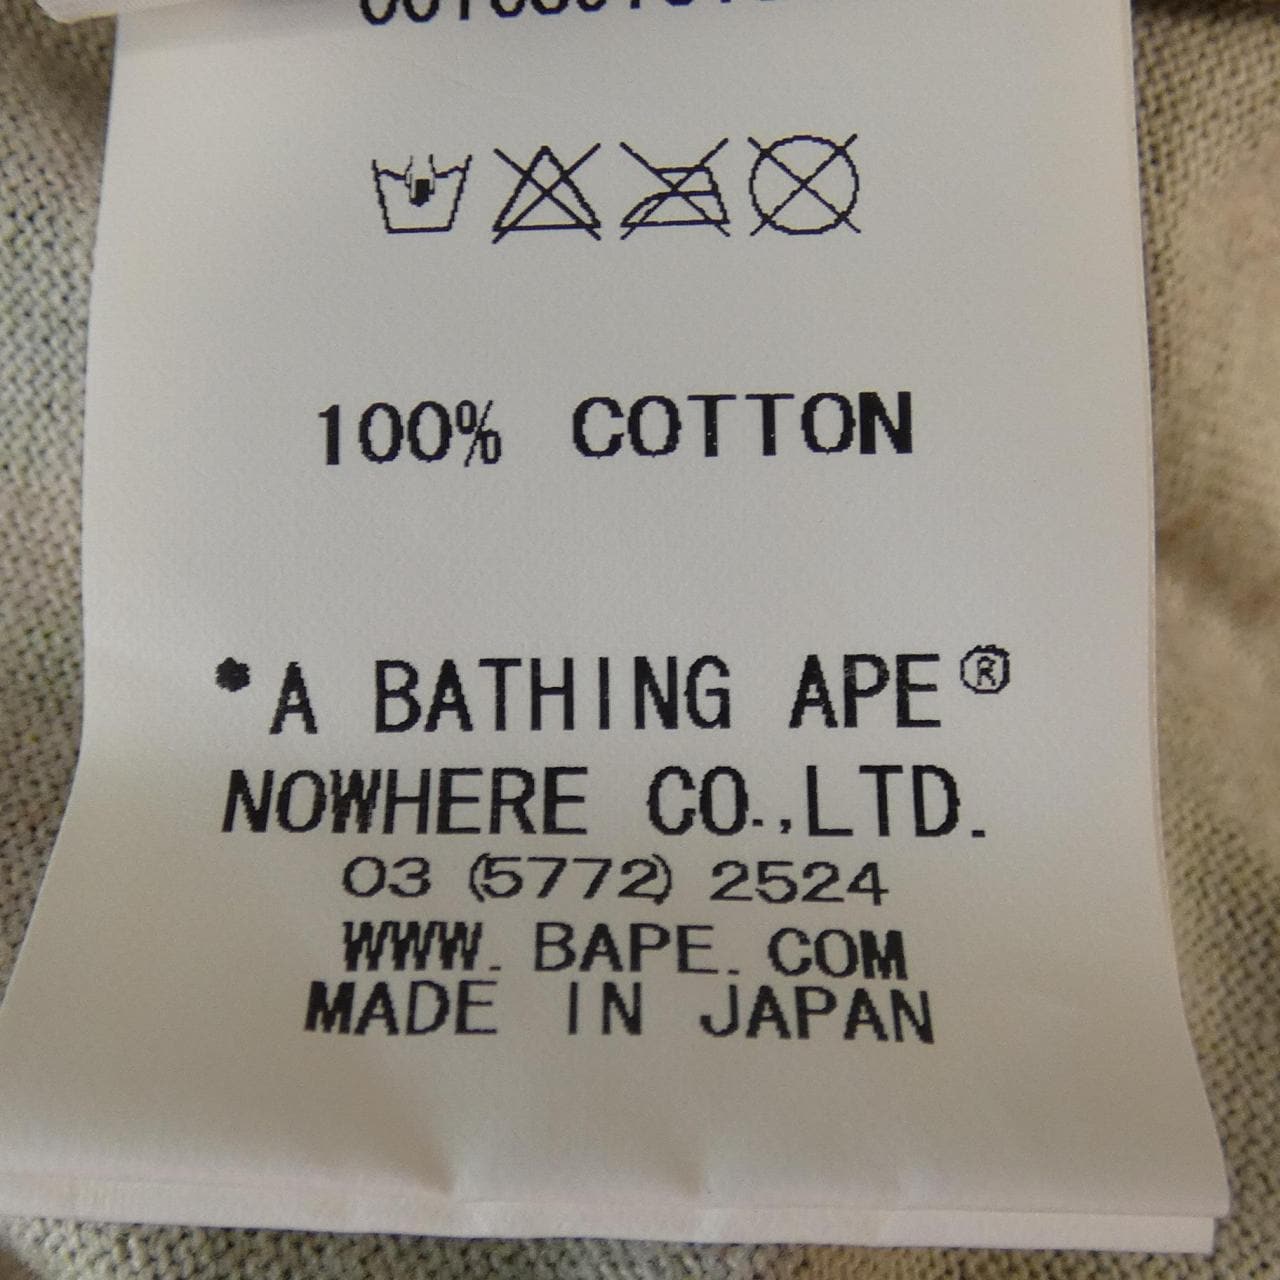 100% COTTON
*A BATHING APE®
NOWHERE CO.,LTD.
03 (5772) 2524
WWW. BAPE. COM
MADE IN JAPAN